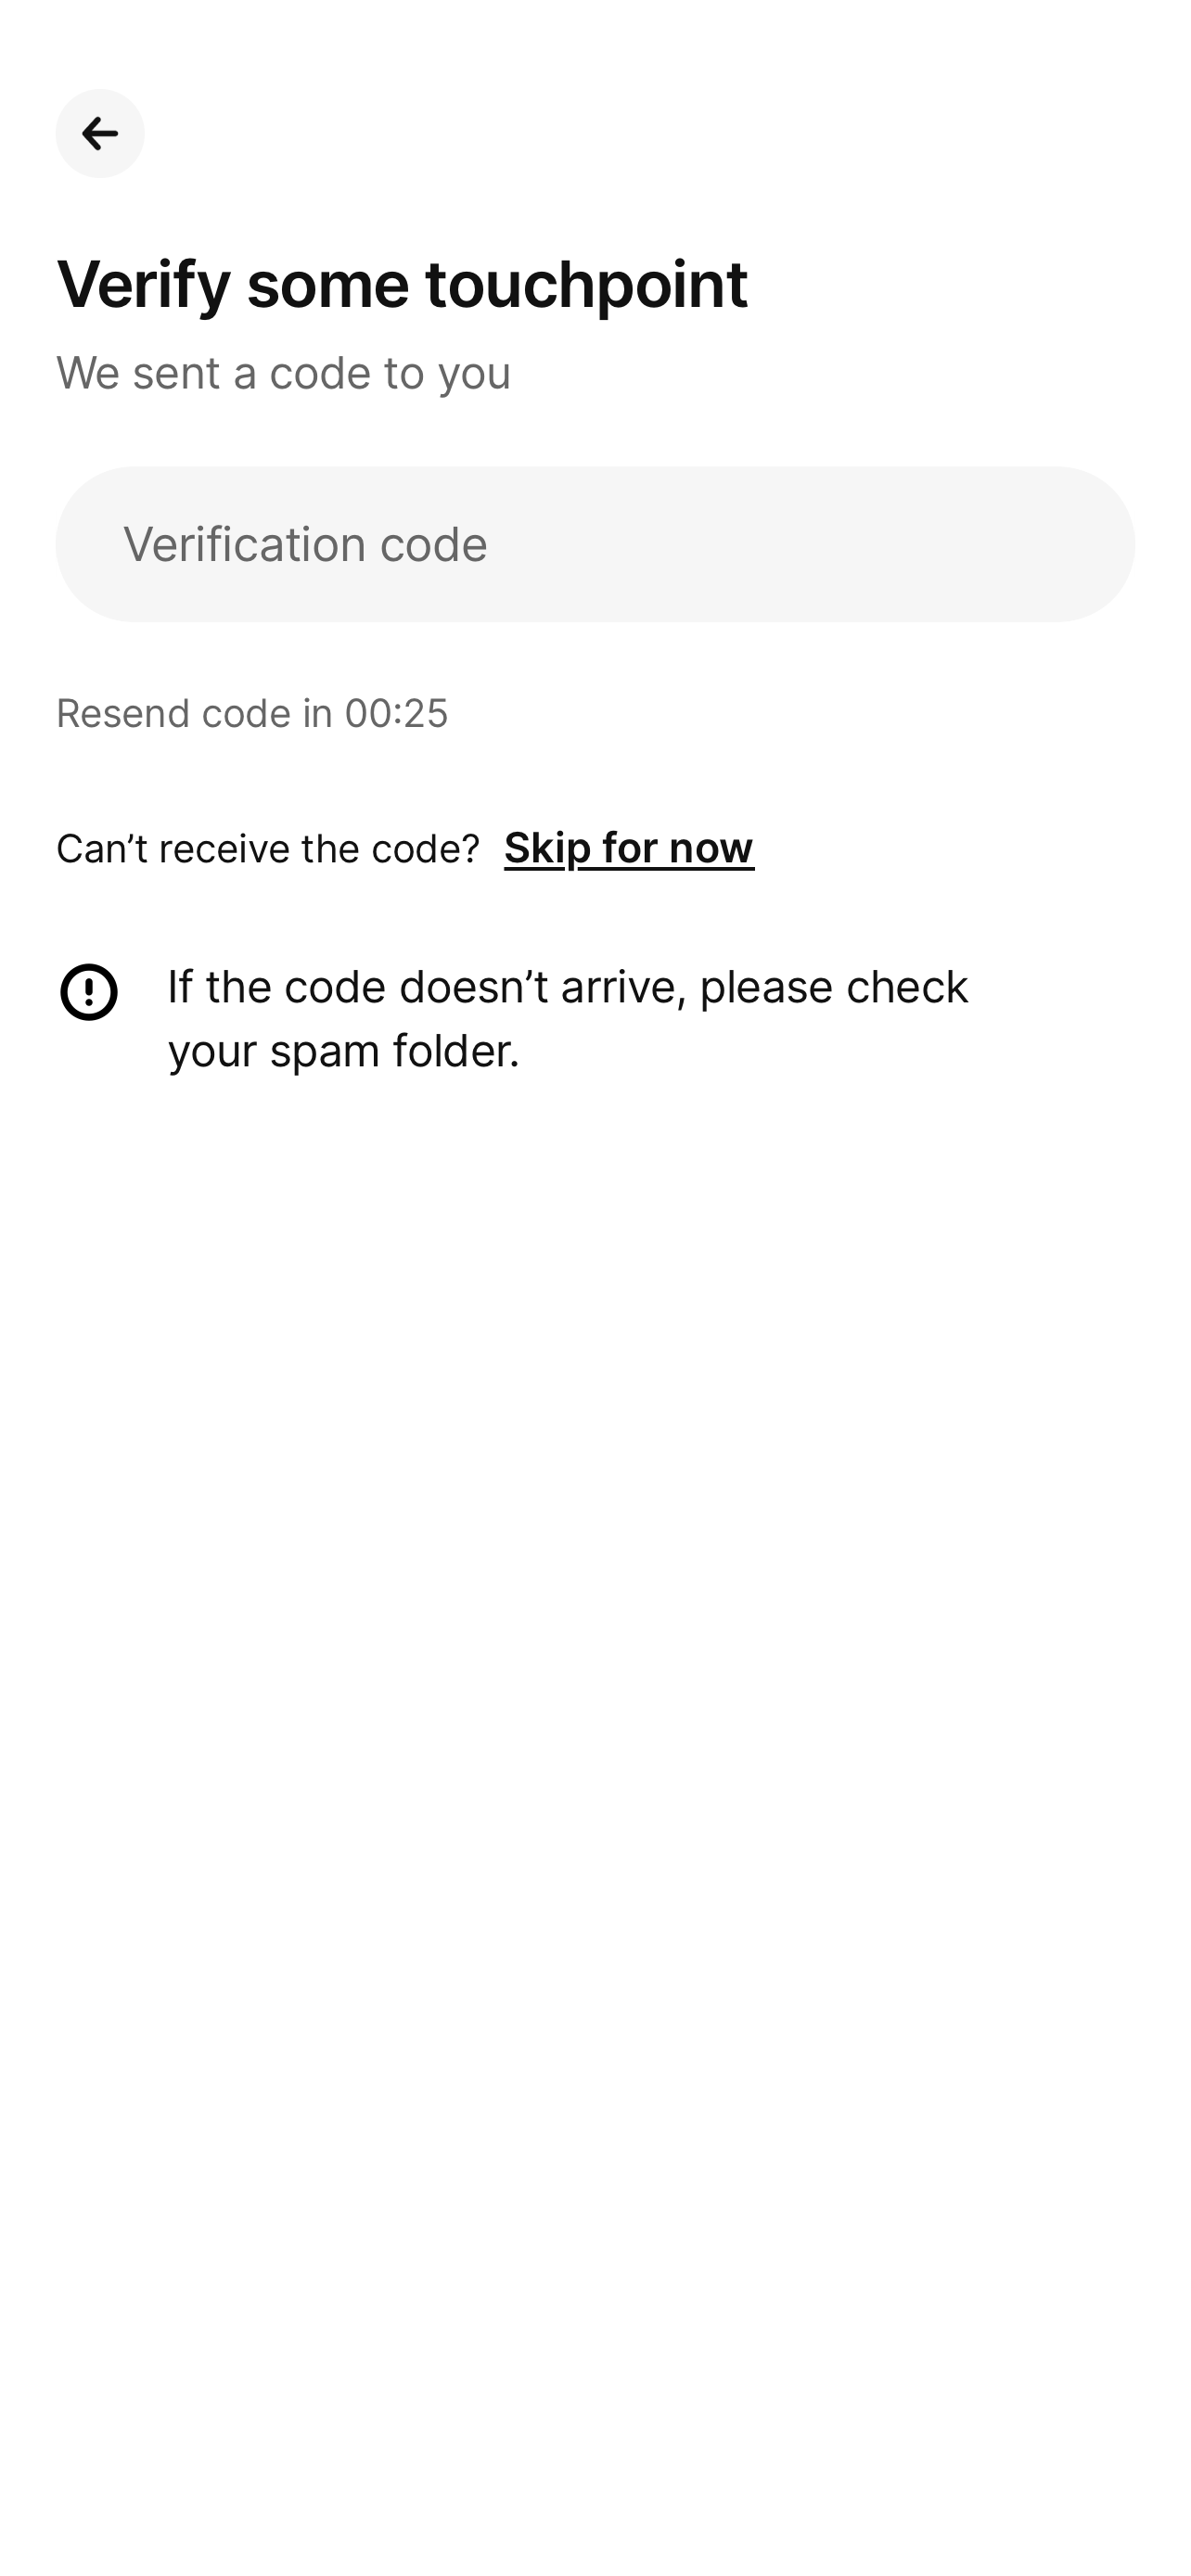 Verify some touchpoint
We sent a code to you
Verification code
Resend code in 00:25
Can’t receive the code? Skip for now
If the code doesn’t arrive, please check
your spam folder.